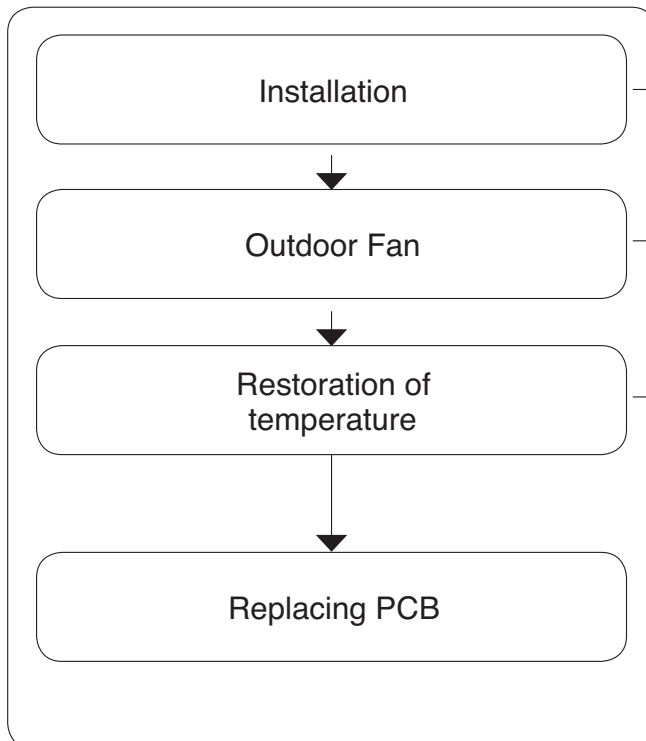 Installation
Outdoor Fan
Restoration of
temperature
Replacing PCB